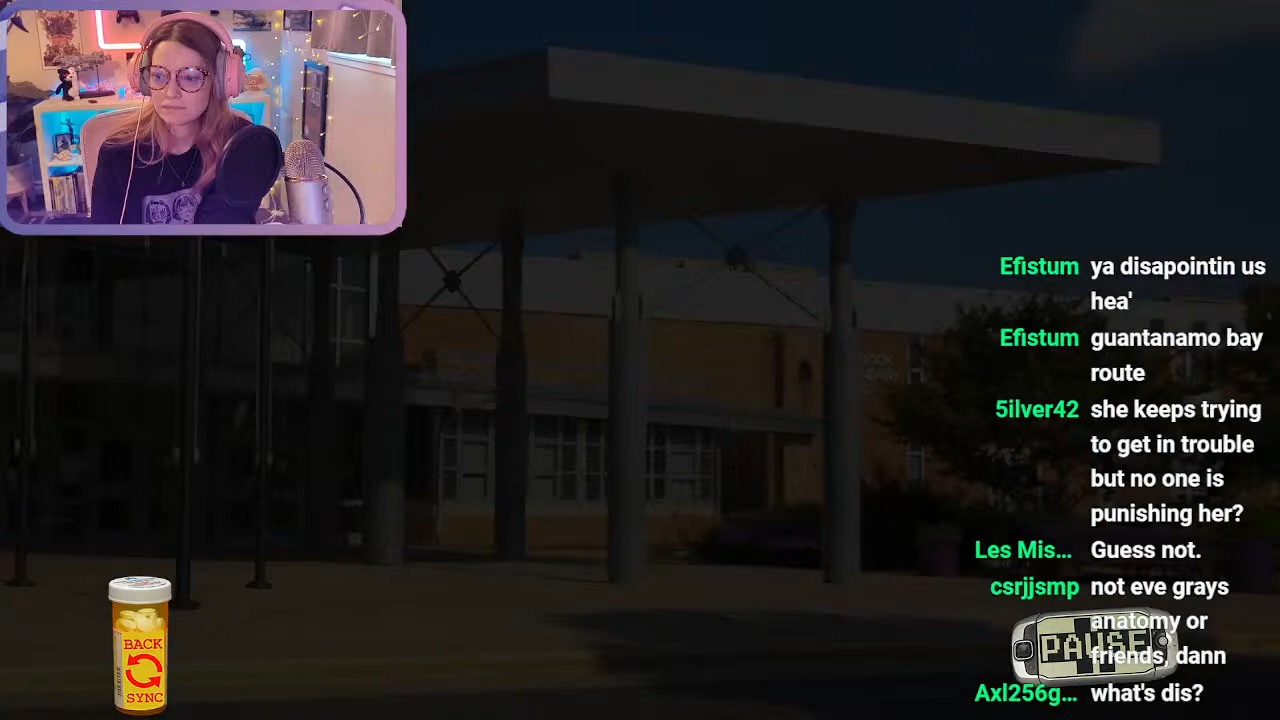 Efistum ya disapointin us
hea'
Efistum guantanamo bay
route
5ilver42 she keeps trying
to get in trouble
but no one is
punishing her?
Les Mis... Guess not.
csrjjsmp not eve grays
anatomy or
friends, dann
Axl256g... what's dis?
PAUSE
BACK
SYNC